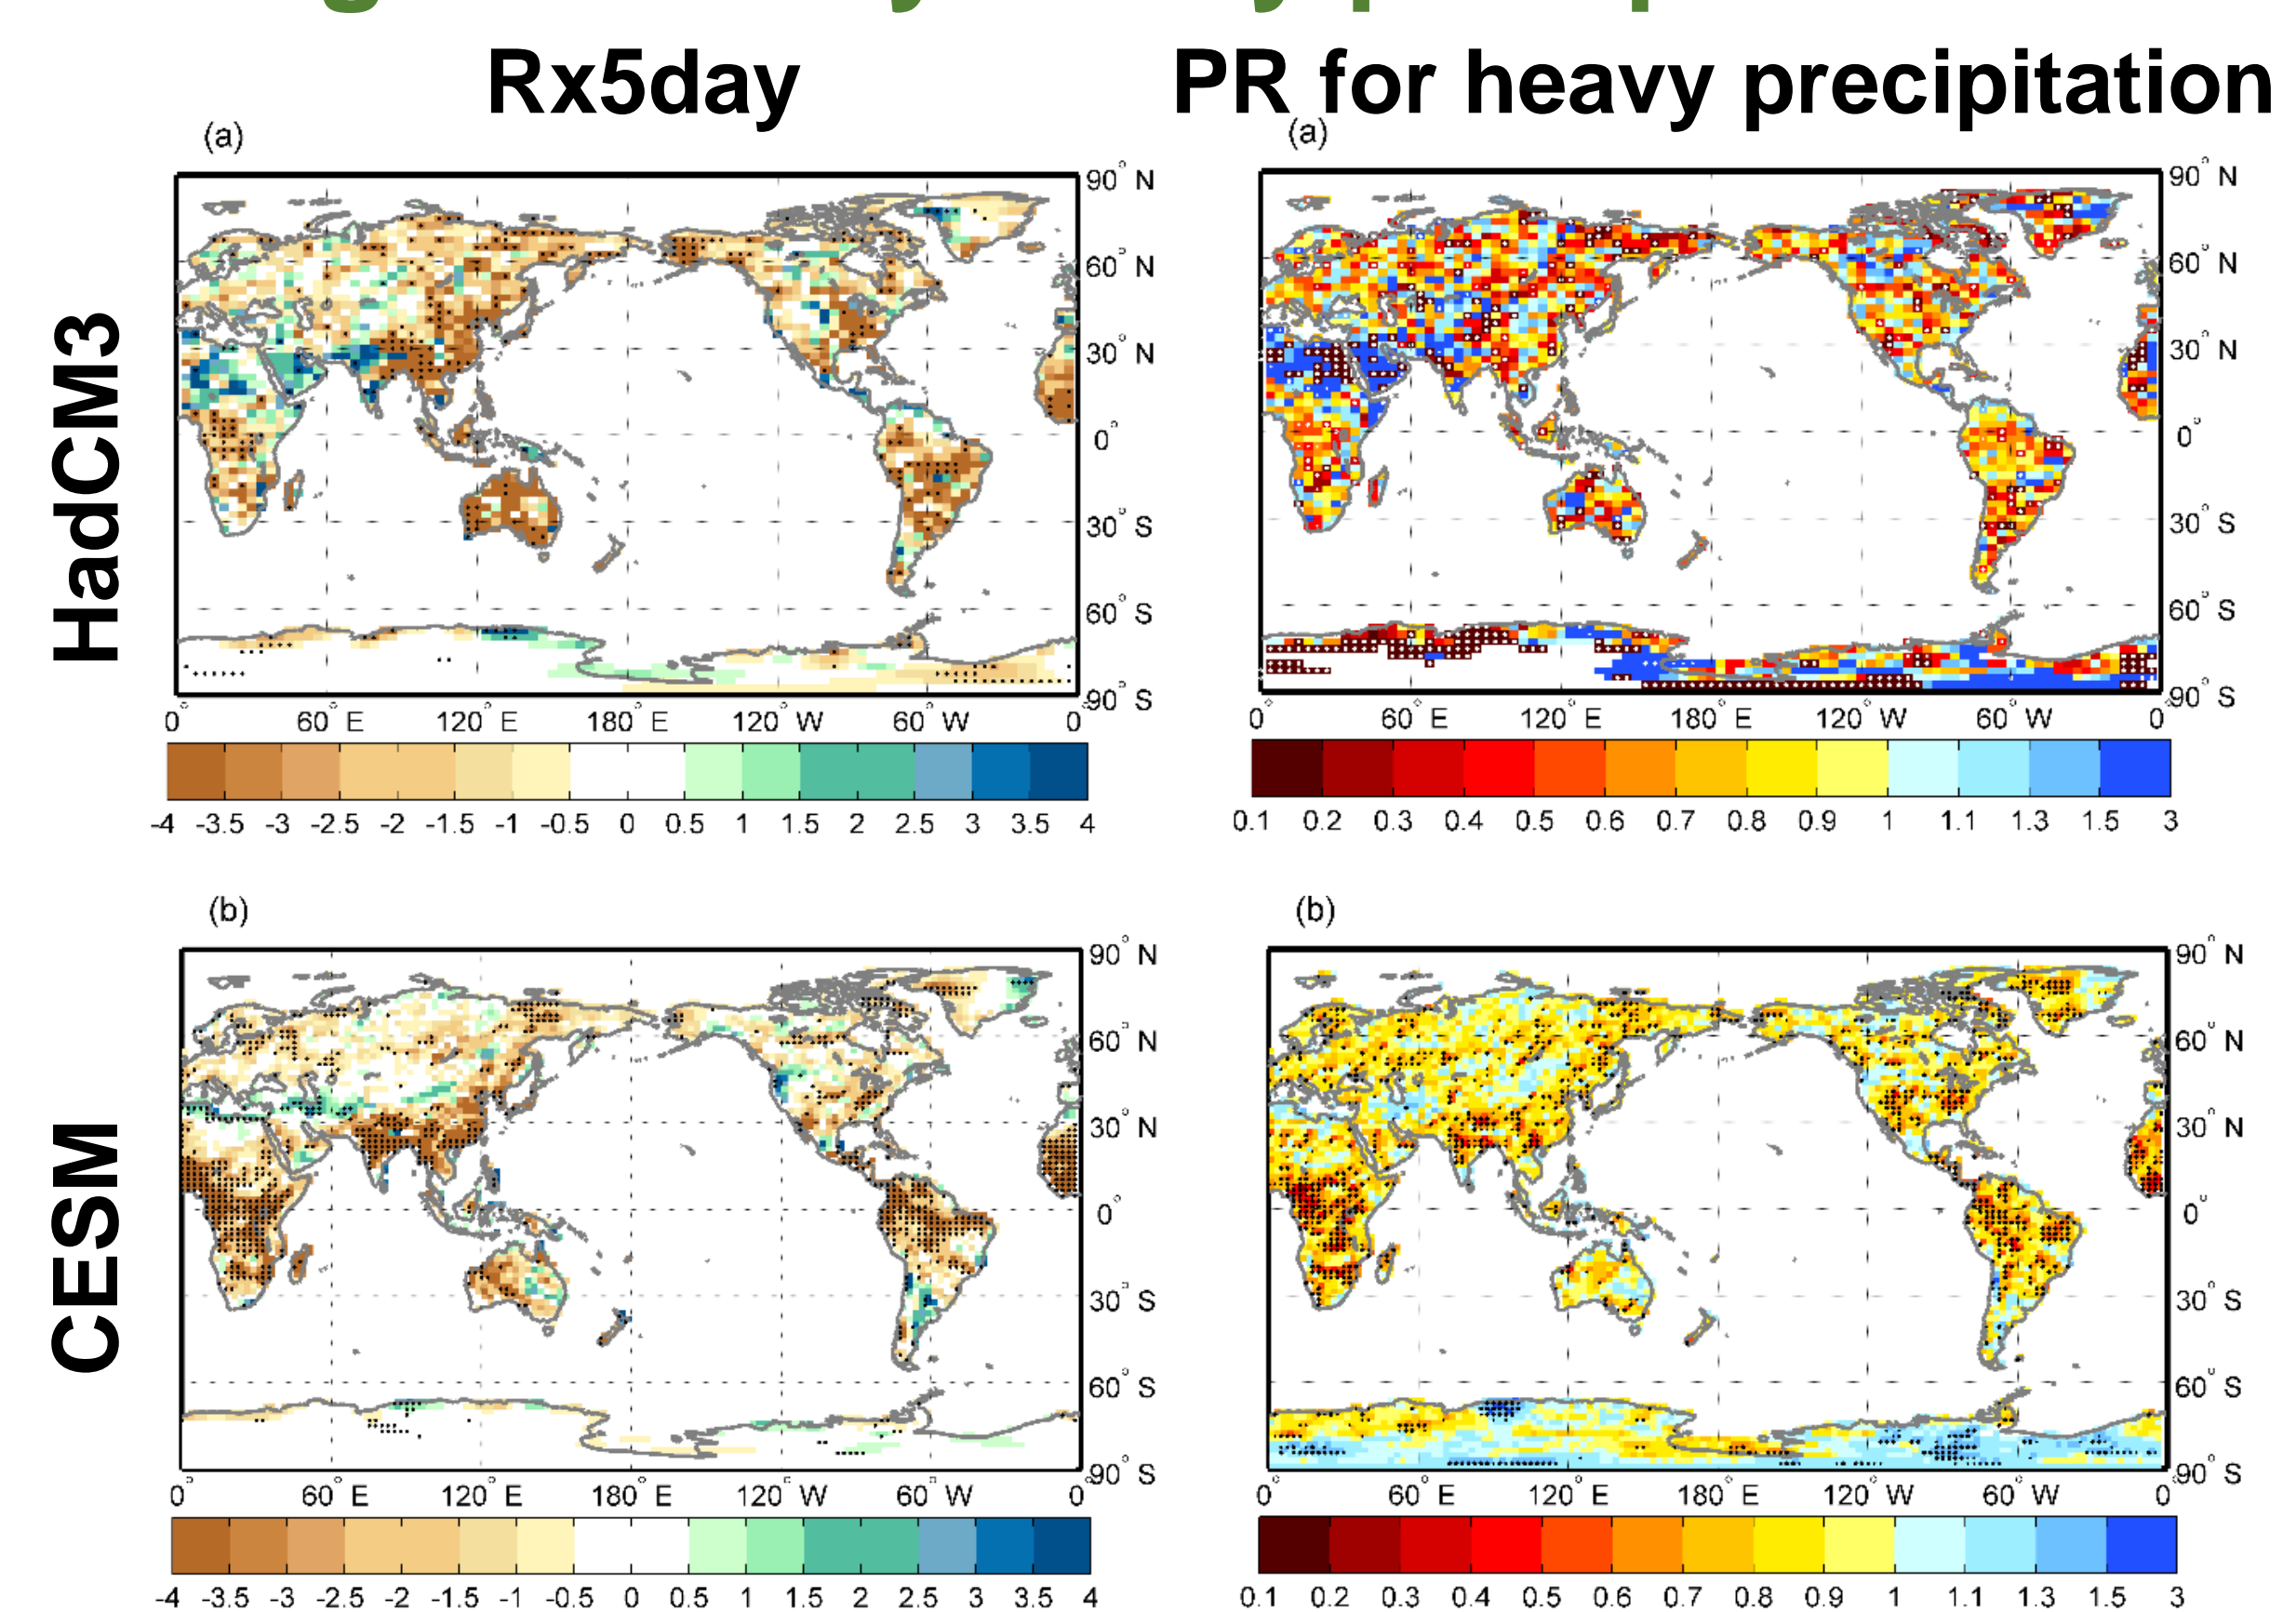 Rx5day
PR for heavy precipitation
HadCM3
(a)
90° N
60° N
30° N
0°
30° S
60° S
90° S
0° 60° E 120° E 180° E 120° W 60° W 0
-4 -3.5 -3 -2.5 -2 -1.5 -1 -0.5 0 0.5 1 1.5 2 2.5 3 3.5 4
(a)
90° N
60° N
30° N
0°
30° S
60° S
90° S
0° 60° E 120° E 180° E 120° W 60° W 0
0.1 0.2 0.3 0.4 0.5 0.6 0.7 0.8 0.9 1 1.1 1.3 1.5 3
CESM
(b)
90° N
60° N
30° N
0°
30° S
60° S
90° S
0° 60° E 120° E 180° E 120° W 60° W 0
-4 -3.5 -3 -2.5 -2 -1.5 -1 -0.5 0 0.5 1 1.5 2 2.5 3 3.5 4
(b)
90° N
60° N
30° N
0°
30° S
60° S
90° S
0° 60° E 120° E 180° E 120° W 60° W 0
0.1 0.2 0.3 0.4 0.5 0.6 0.7 0.8 0.9 1 1.1 1.3 1.5 3